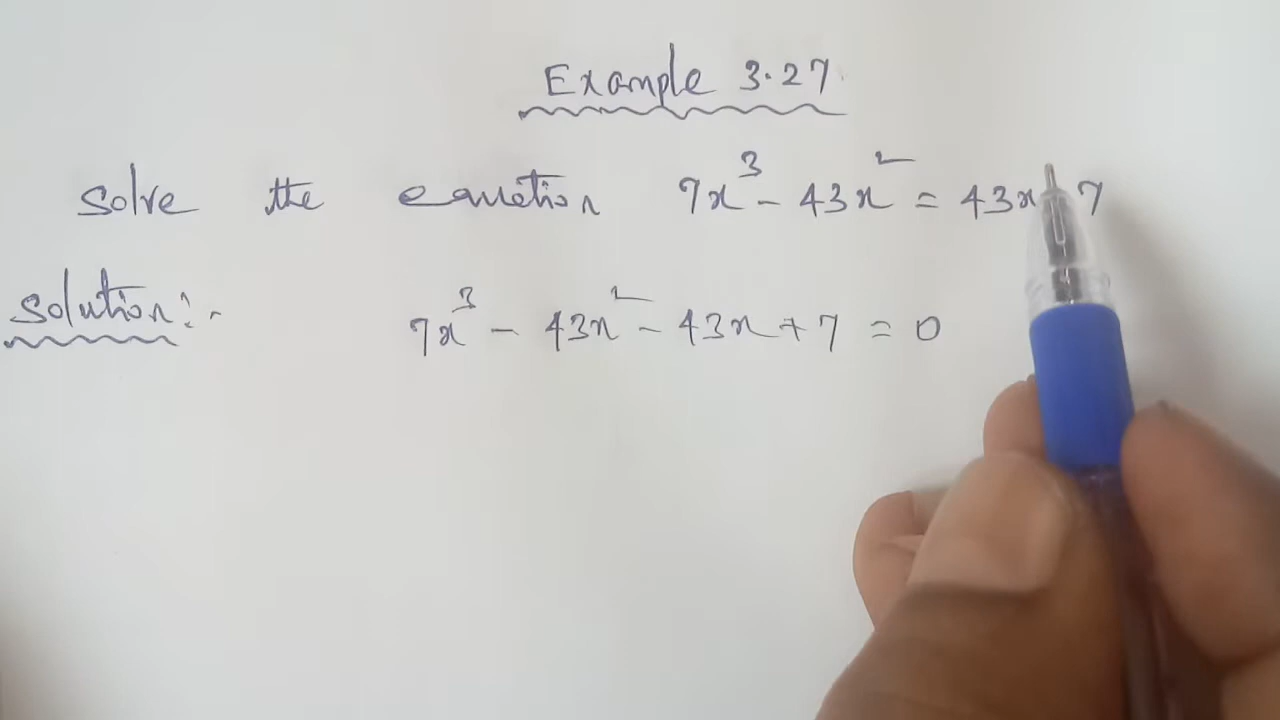 Example 3.27
Solve the equation 7x³ - 43x² = 43x 7
Solution:-
7x³ - 43x² - 43x + 7 = 0